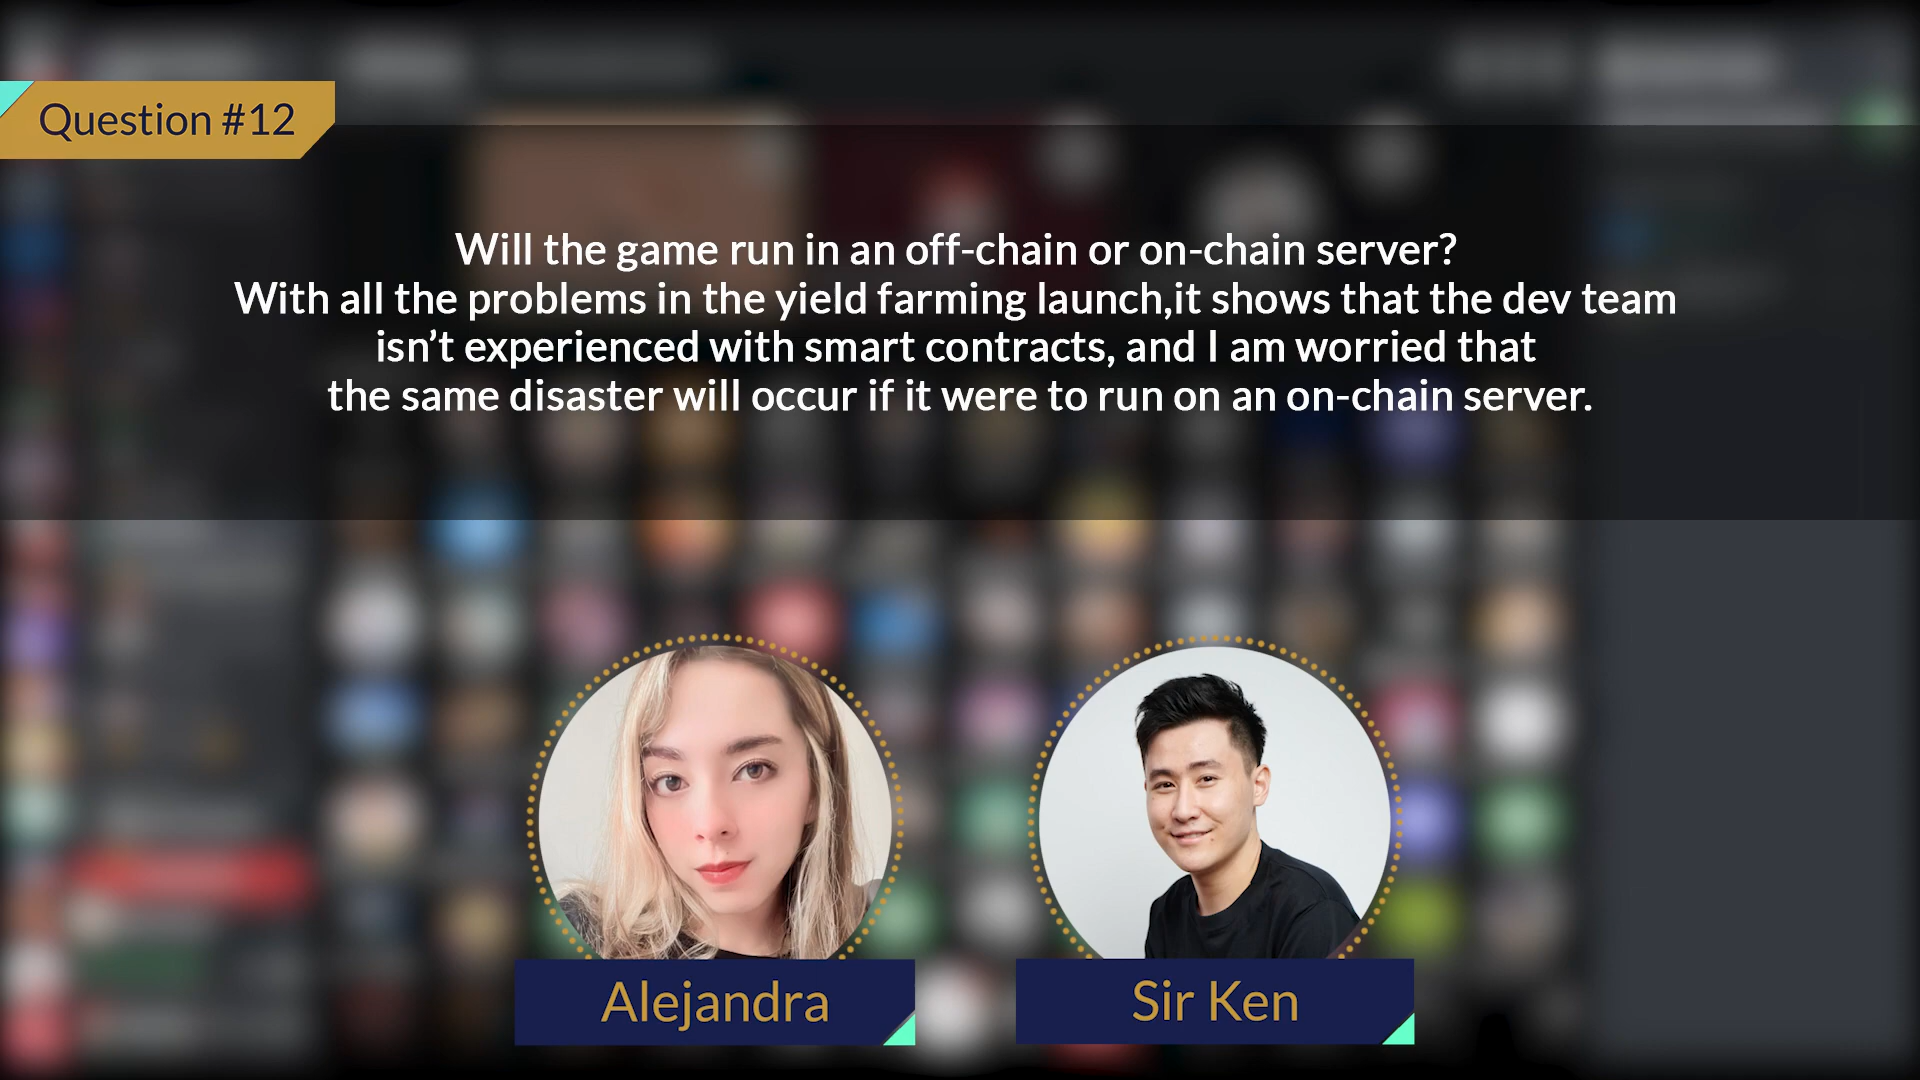 Question #12
Will the game run in an off-chain or on-chain server?
With all the problems in the yield farming launch,it shows that the dev team
isn’t experienced with smart contracts, and I am worried that
the same disaster will occur if it were to run on an on-chain server.
Alejandra
Sir Ken